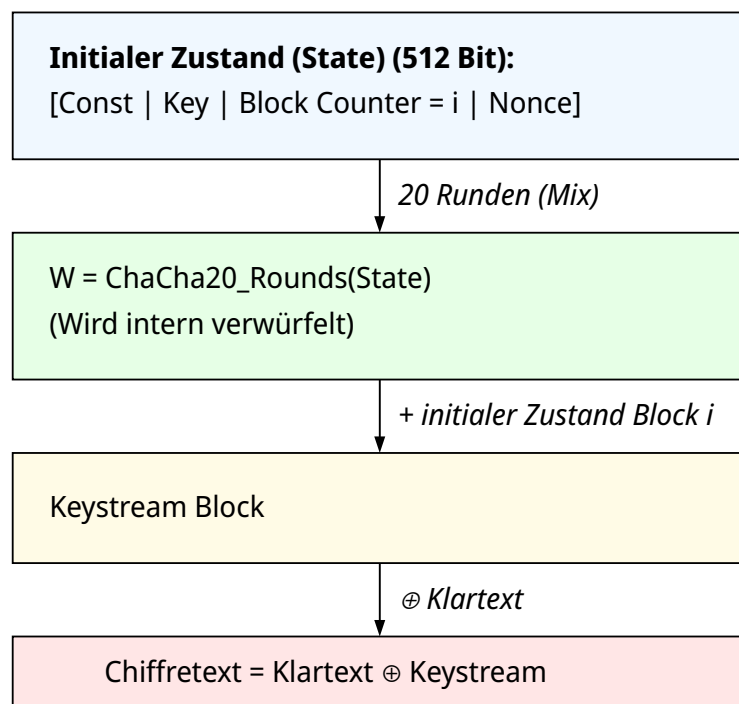 Initialer Zustand (State) (512 Bit):
[Const | Key | Block Counter = i | Nonce]
20 Runden (Mix)
W = ChaCha20_Rounds(State)
(Wird intern verwürfelt)
+ initialer Zustand Block i
Keystream Block
⊕ Klartext
Chiffretext = Klartext ⊕ Keystream